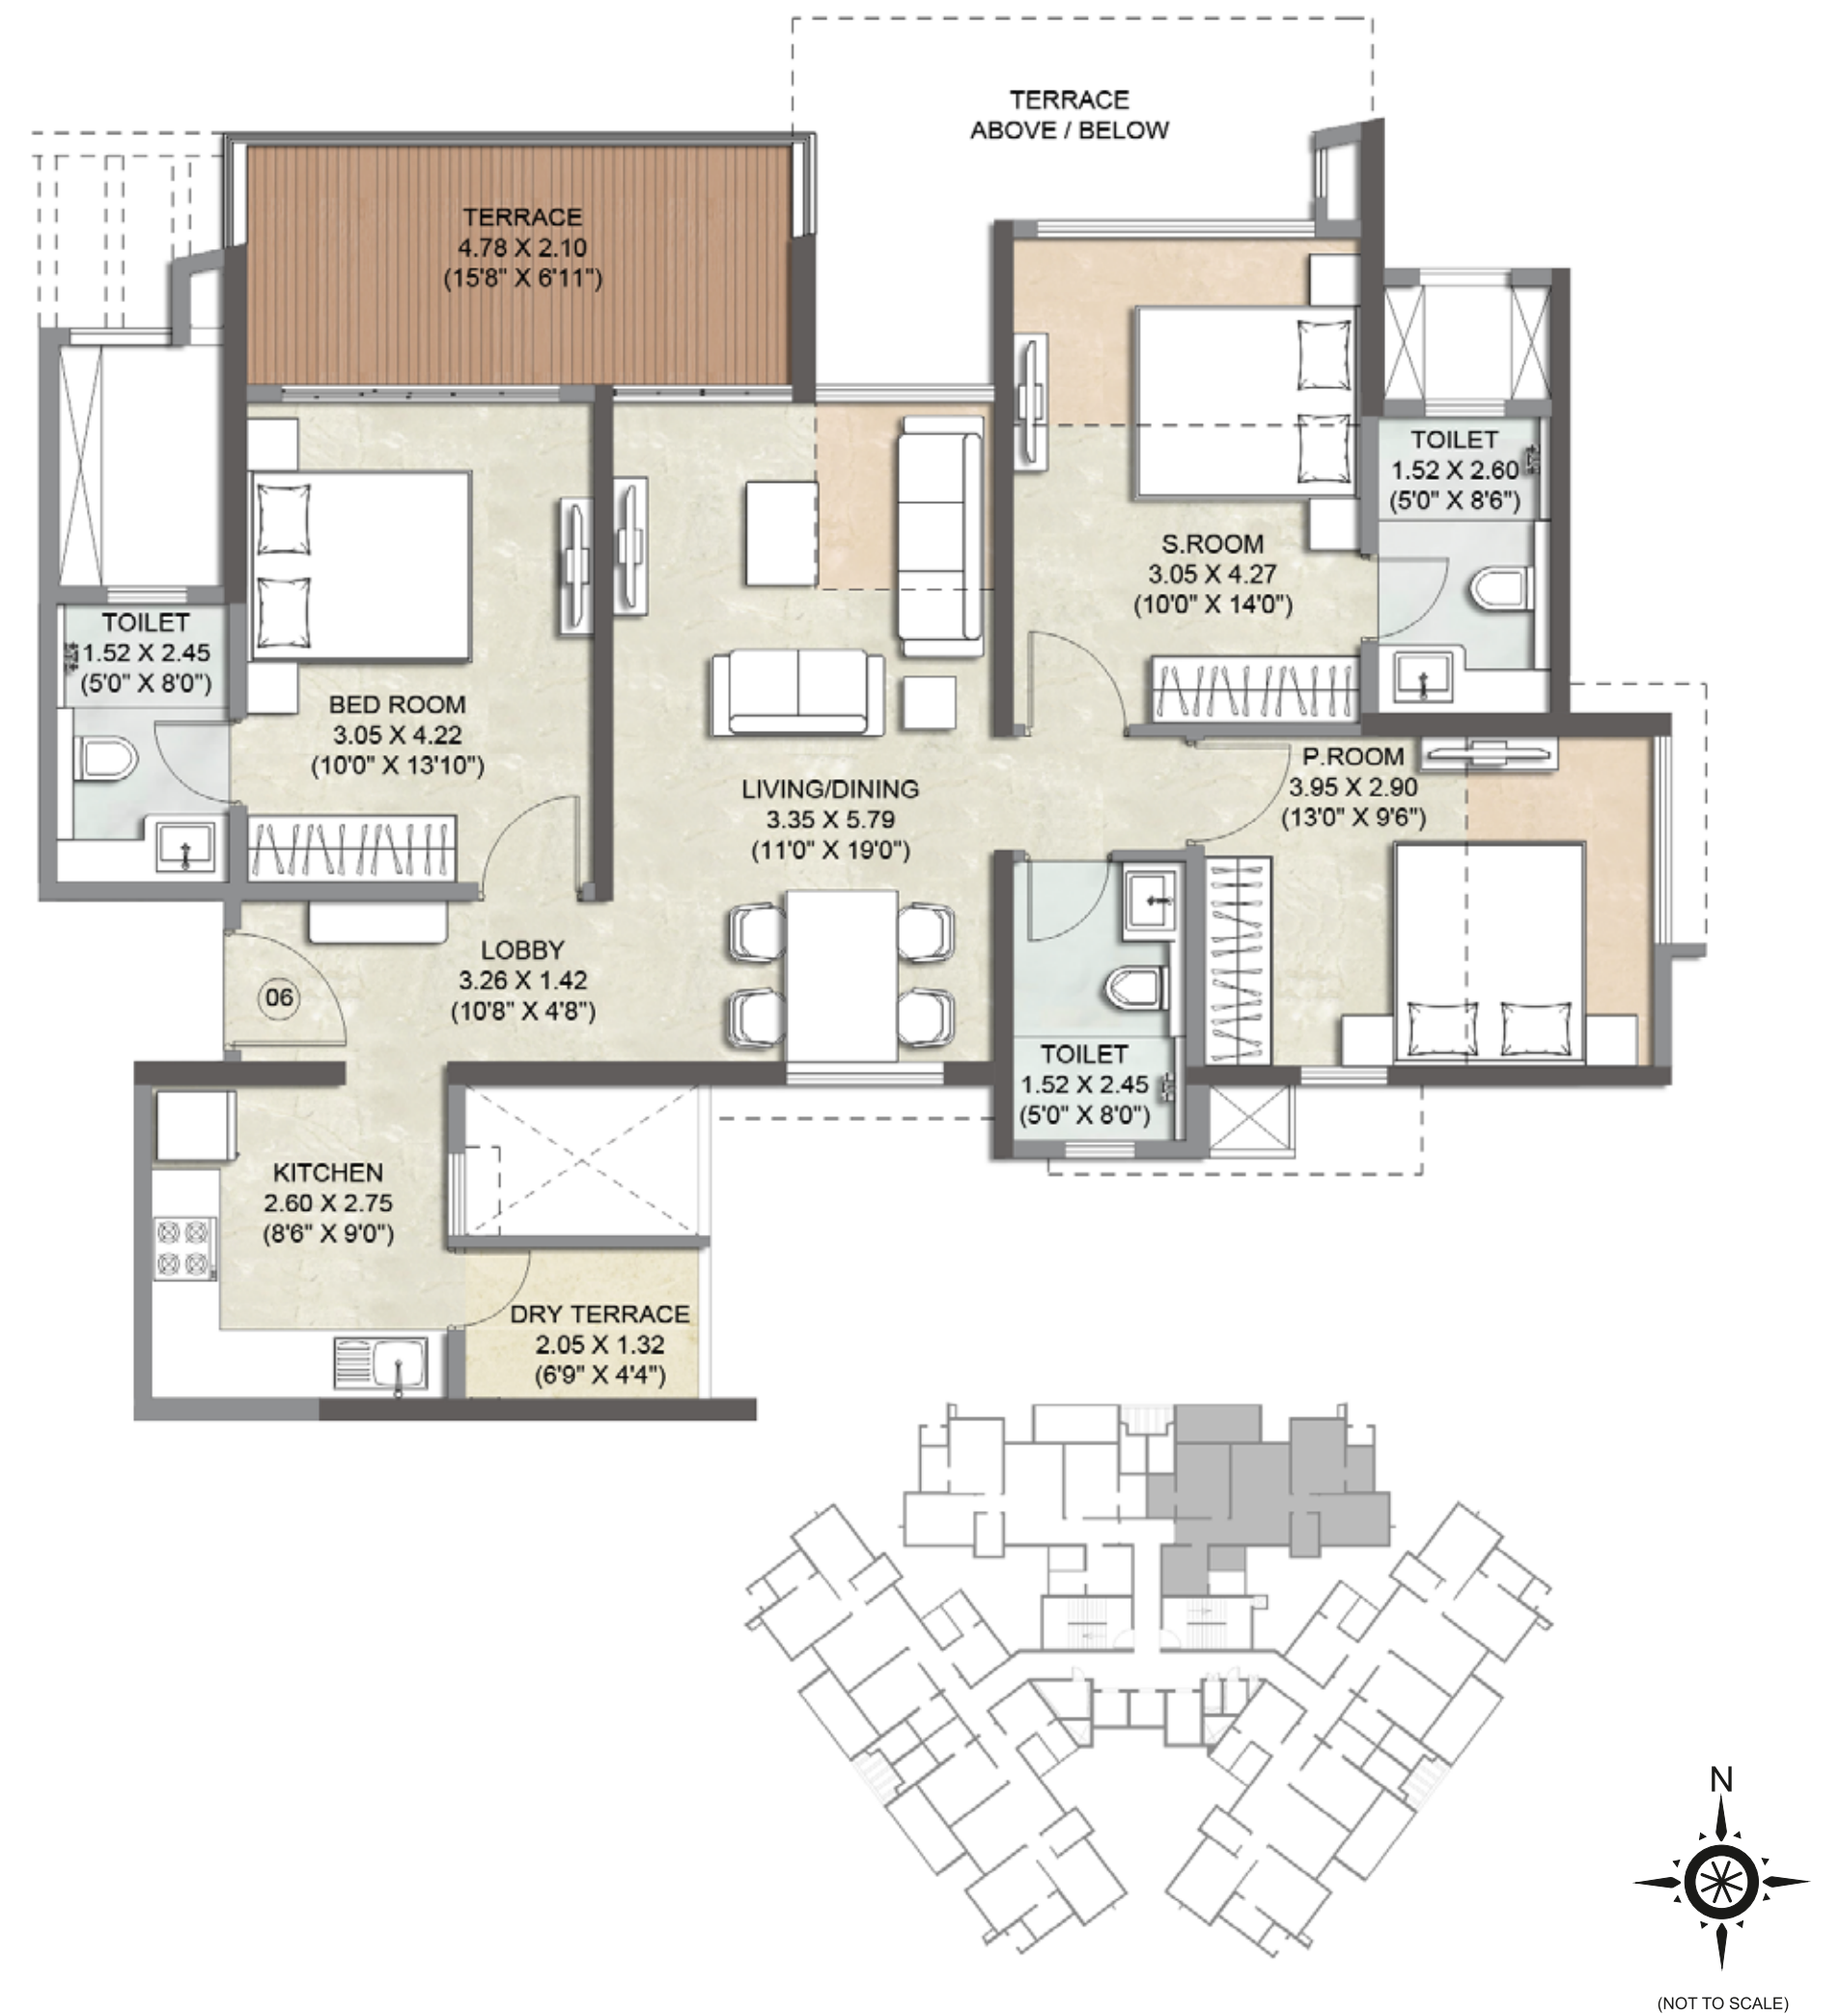 TERRACE
ABOVE / BELOW
TERRACE
4.78 X 2.10
(15'8" X 6'11")
TOILET
1.52 X 2.60
(5'0" X 8'6")
S.ROOM
3.05 X 4.27
(10'0" X 14'0")
TOILET
1.52 X 2.45
(5'0" X 8'0")
BED ROOM
3.05 X 4.22
(10'0" X 13'10")
LIVING/DINING
3.35 X 5.79
(11'0" X 19'0")
P.ROOM
3.95 X 2.90
(13'0" X 9'6")
LOBBY
3.26 X 1.42
(10'8" X 4'8")
06
TOILET
1.52 X 2.45
(5'0" X 8'0")
KITCHEN
2.60 X 2.75
(8'6" X 9'0")
DRY TERRACE
2.05 X 1.32
(6'9" X 4'4")
N
(NOT TO SCALE)